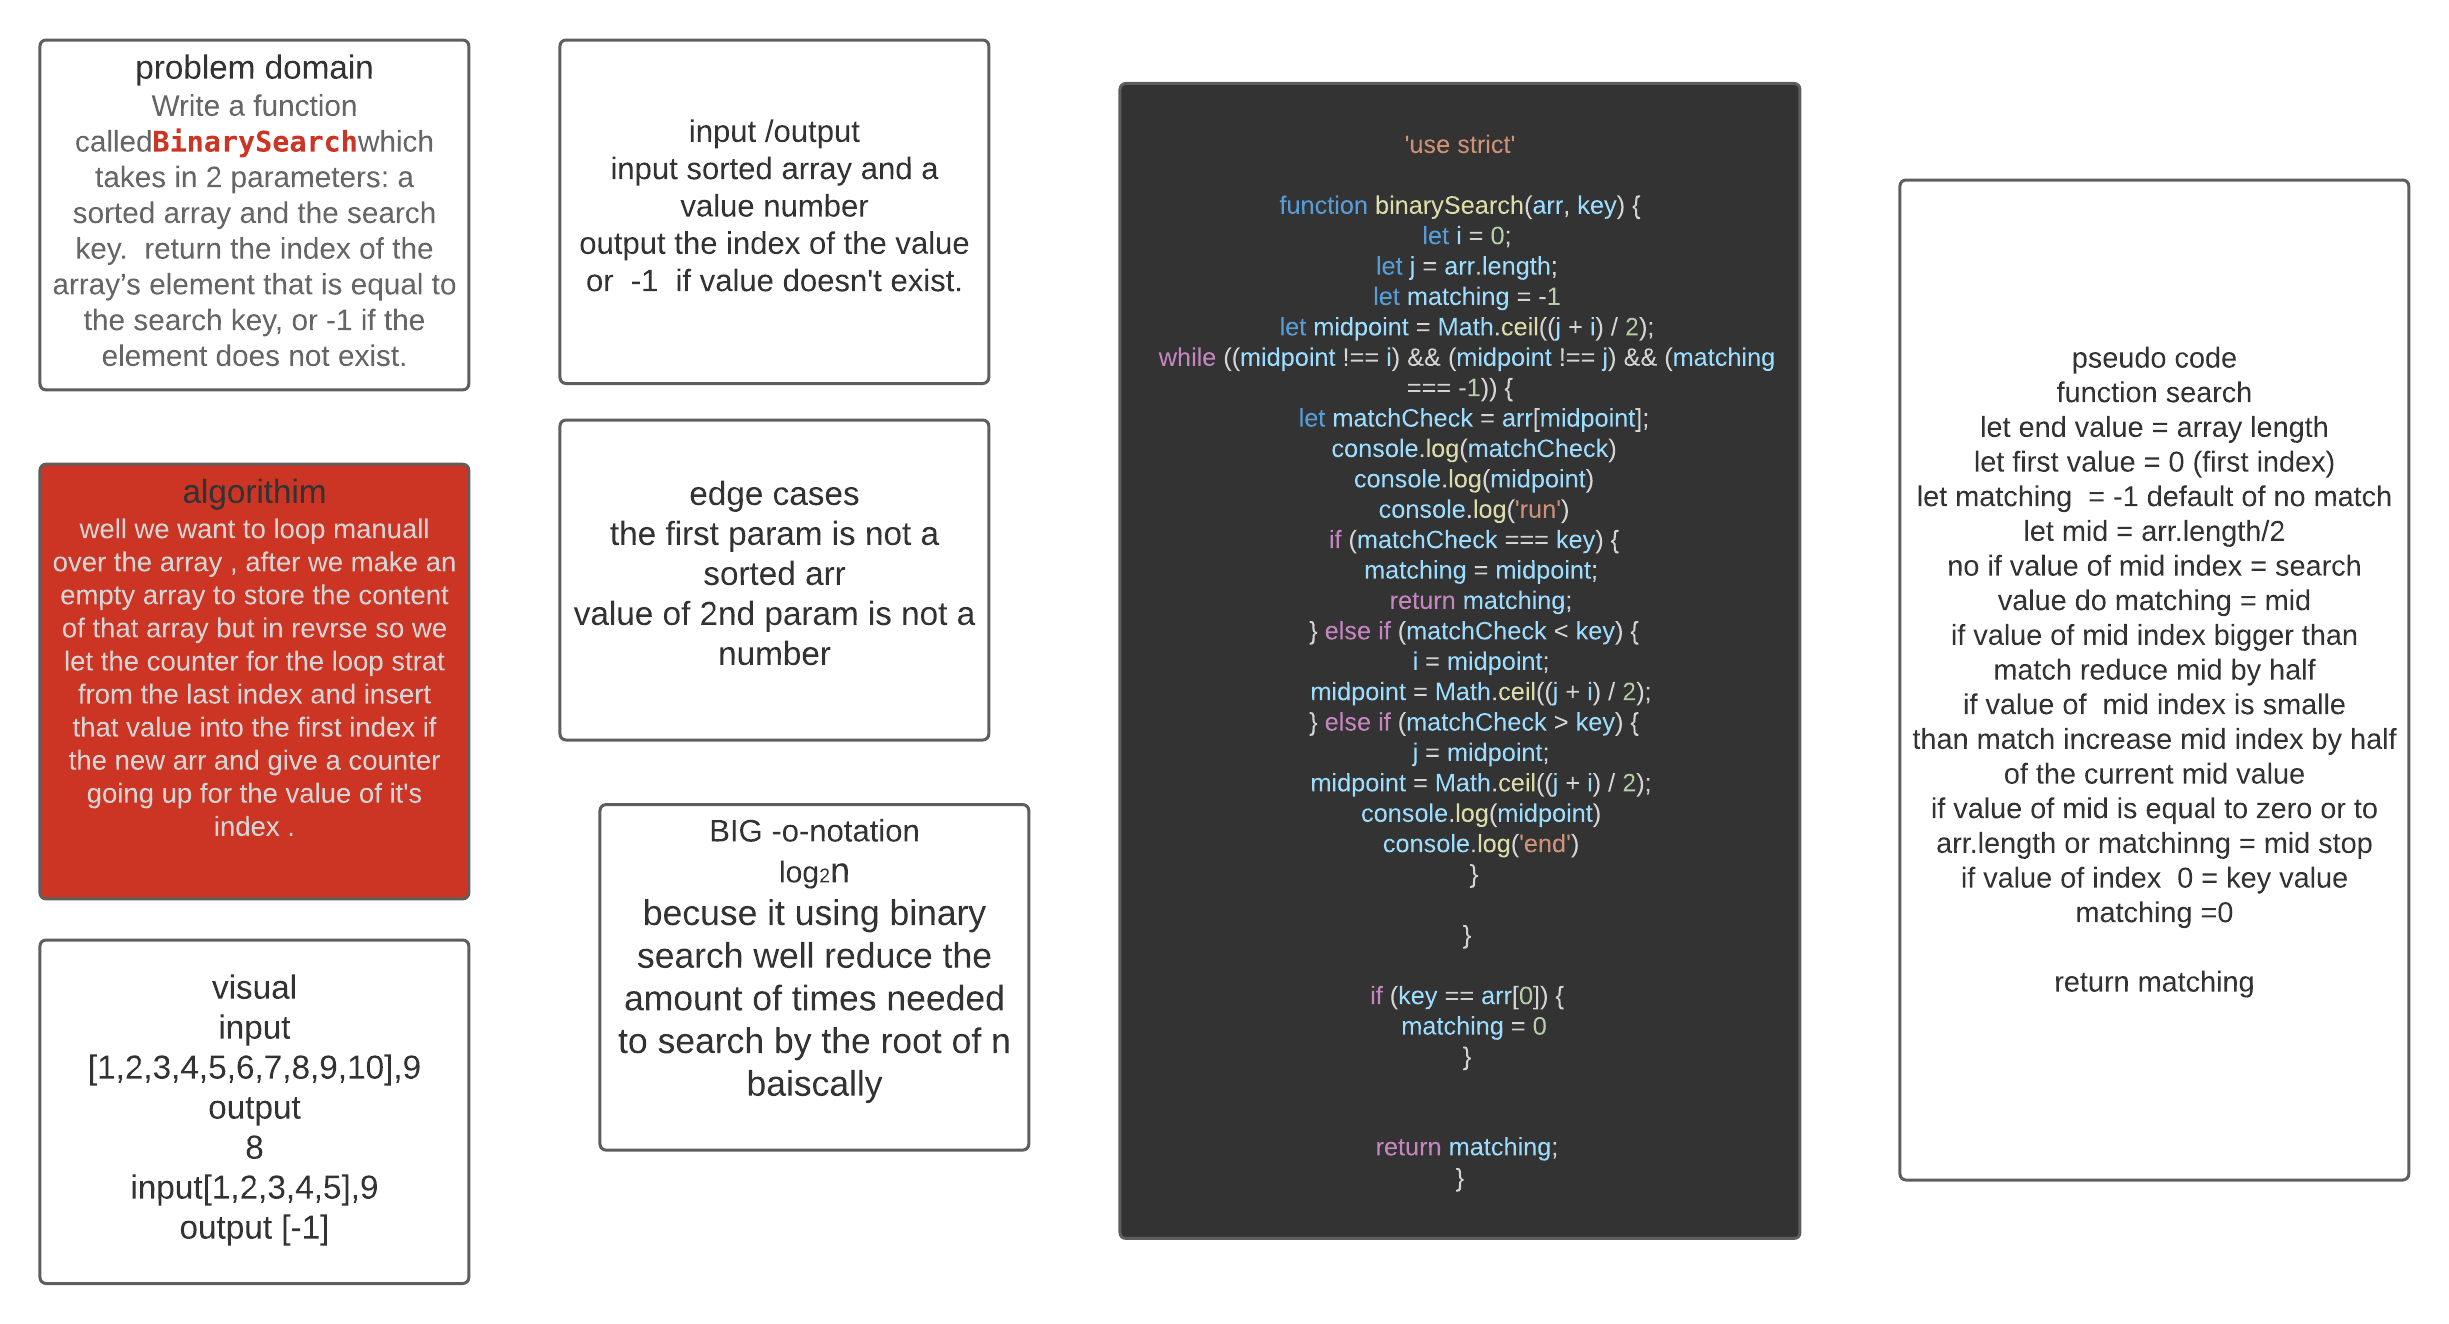 problem domain
Write a function
calledBinarySearchwhich
takes in 2 parameters: a
sorted array and the search
key.  return the index of the
array’s element that is equal to
the search key, or -1 if the
element does not exist.
algorithim
well we want to loop manuall
over the array , after we make an
empty array to store the content
of that array but in revrse so we
let the counter for the loop strat
from the last index and insert
that value into the first index if
the new arr and give a counter
going up for the value of it's
index .
visual
input
[1,2,3,4,5,6,7,8,9,10],9
output
8
input[1,2,3,4,5],9
output [-1]
input /output
input sorted array and a
value number
output the index of the value
or  -1  if value doesn't exist.
edge cases
the first param is not a
sorted arr
value of 2nd param is not a
number
BIG -o-notation
log2n
becuse it using binary
search well reduce the
amount of times needed
to search by the root of n
baiscally
'use strict'
function binarySearch(arr, key) {
let i = 0;
let j = arr.length;
let matching = -1
let midpoint = Math.ceil((j + i) / 2);
while ((midpoint !== i) && (midpoint !== j) && (matching
=== -1)) {
let matchCheck = arr[midpoint];
console.log(matchCheck)
console.log(midpoint)
console.log('run')
if (matchCheck === key) {
matching = midpoint;
return matching;
} else if (matchCheck < key) {
i = midpoint;
midpoint = Math.ceil((j + i) / 2);
} else if (matchCheck > key) {
j = midpoint;
midpoint = Math.ceil((j + i) / 2);
console.log(midpoint)
console.log('end')
}
}
if (key == arr[0]) {
matching = 0
}
return matching;
}
pseudo code
function search
let end value = array length
let first value = 0 (first index)
let matching  = -1 default of no match
let mid = arr.length/2
no if value of mid index = search
value do matching = mid
if value of mid index bigger than
match reduce mid by half
if value of  mid index is smalle
than match increase mid index by half
of the current mid value
if value of mid is equal to zero or to
arr.length or matchinng = mid stop
if value of index  0 = key value
matching =0
return matching